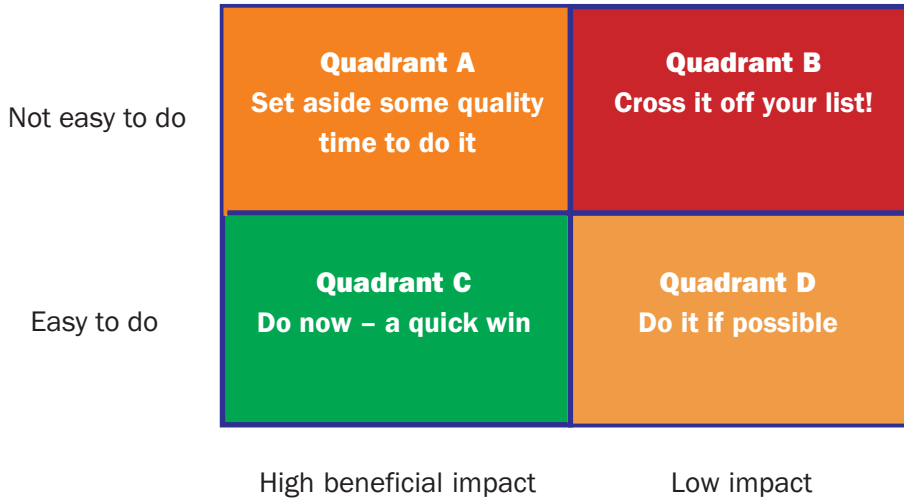 Quadrant A
Set aside some quality
time to do it
Quadrant B
Cross it off your list!
Not easy to do
Quadrant C
Do now – a quick win
Quadrant D
Do it if possible
Easy to do
High beneficial impact
Low impact